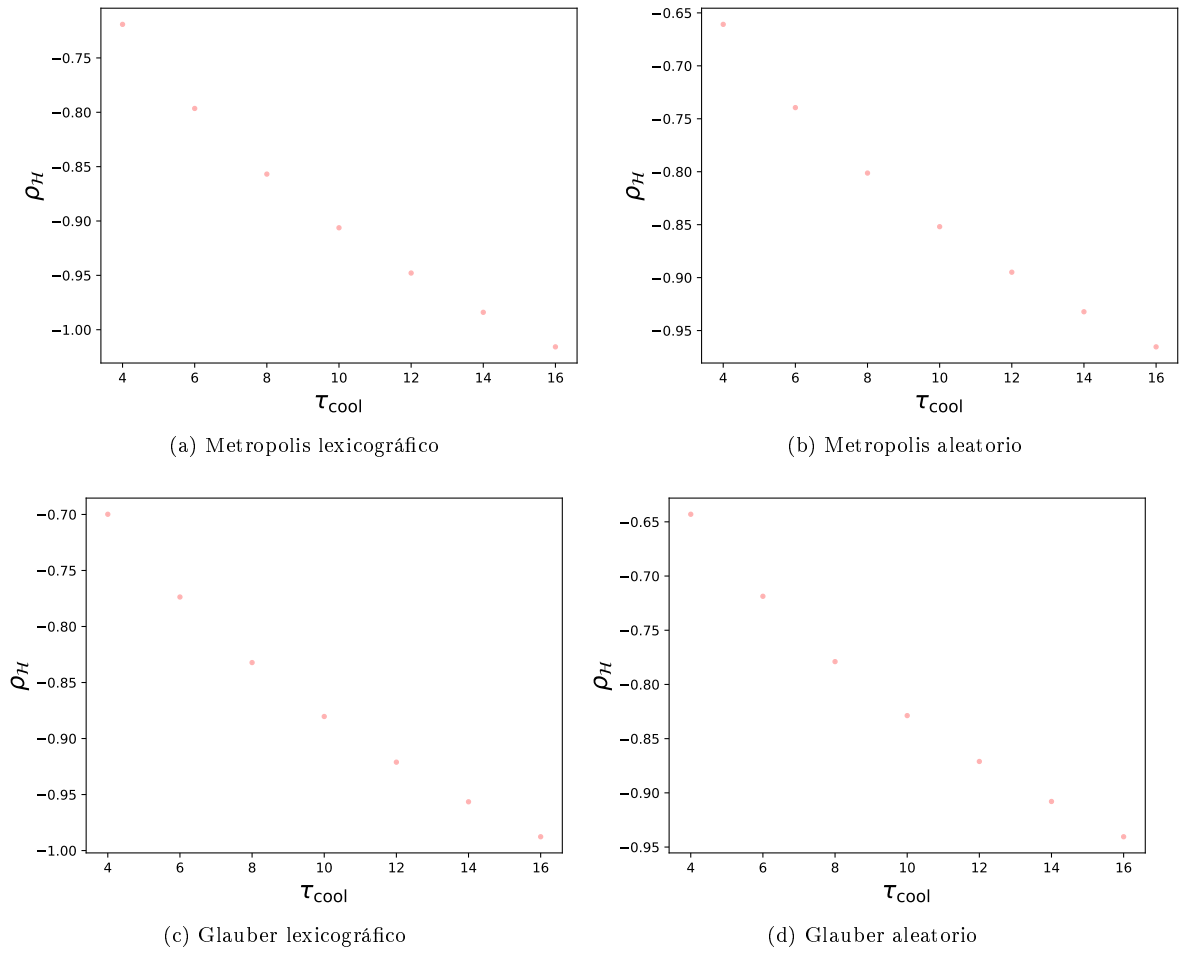 −0.75
−0.80
−0.85
−0.90
−0.95
−1.00
ρ_ℋ
4 6 8 10 12 14 16
τ_cool
(a) Metropolis lexicográfico
−0.65
−0.70
−0.75
−0.80
−0.85
−0.90
−0.95
ρ_ℋ
4 6 8 10 12 14 16
τ_cool
(b) Metropolis aleatorio
−0.70
−0.75
−0.80
−0.85
−0.90
−0.95
−1.00
ρ_ℋ
4 6 8 10 12 14 16
τ_cool
(c) Glauber lexicográfico
−0.65
−0.70
−0.75
−0.80
−0.85
−0.90
−0.95
ρ_ℋ
4 6 8 10 12 14 16
τ_cool
(d) Glauber aleatorio